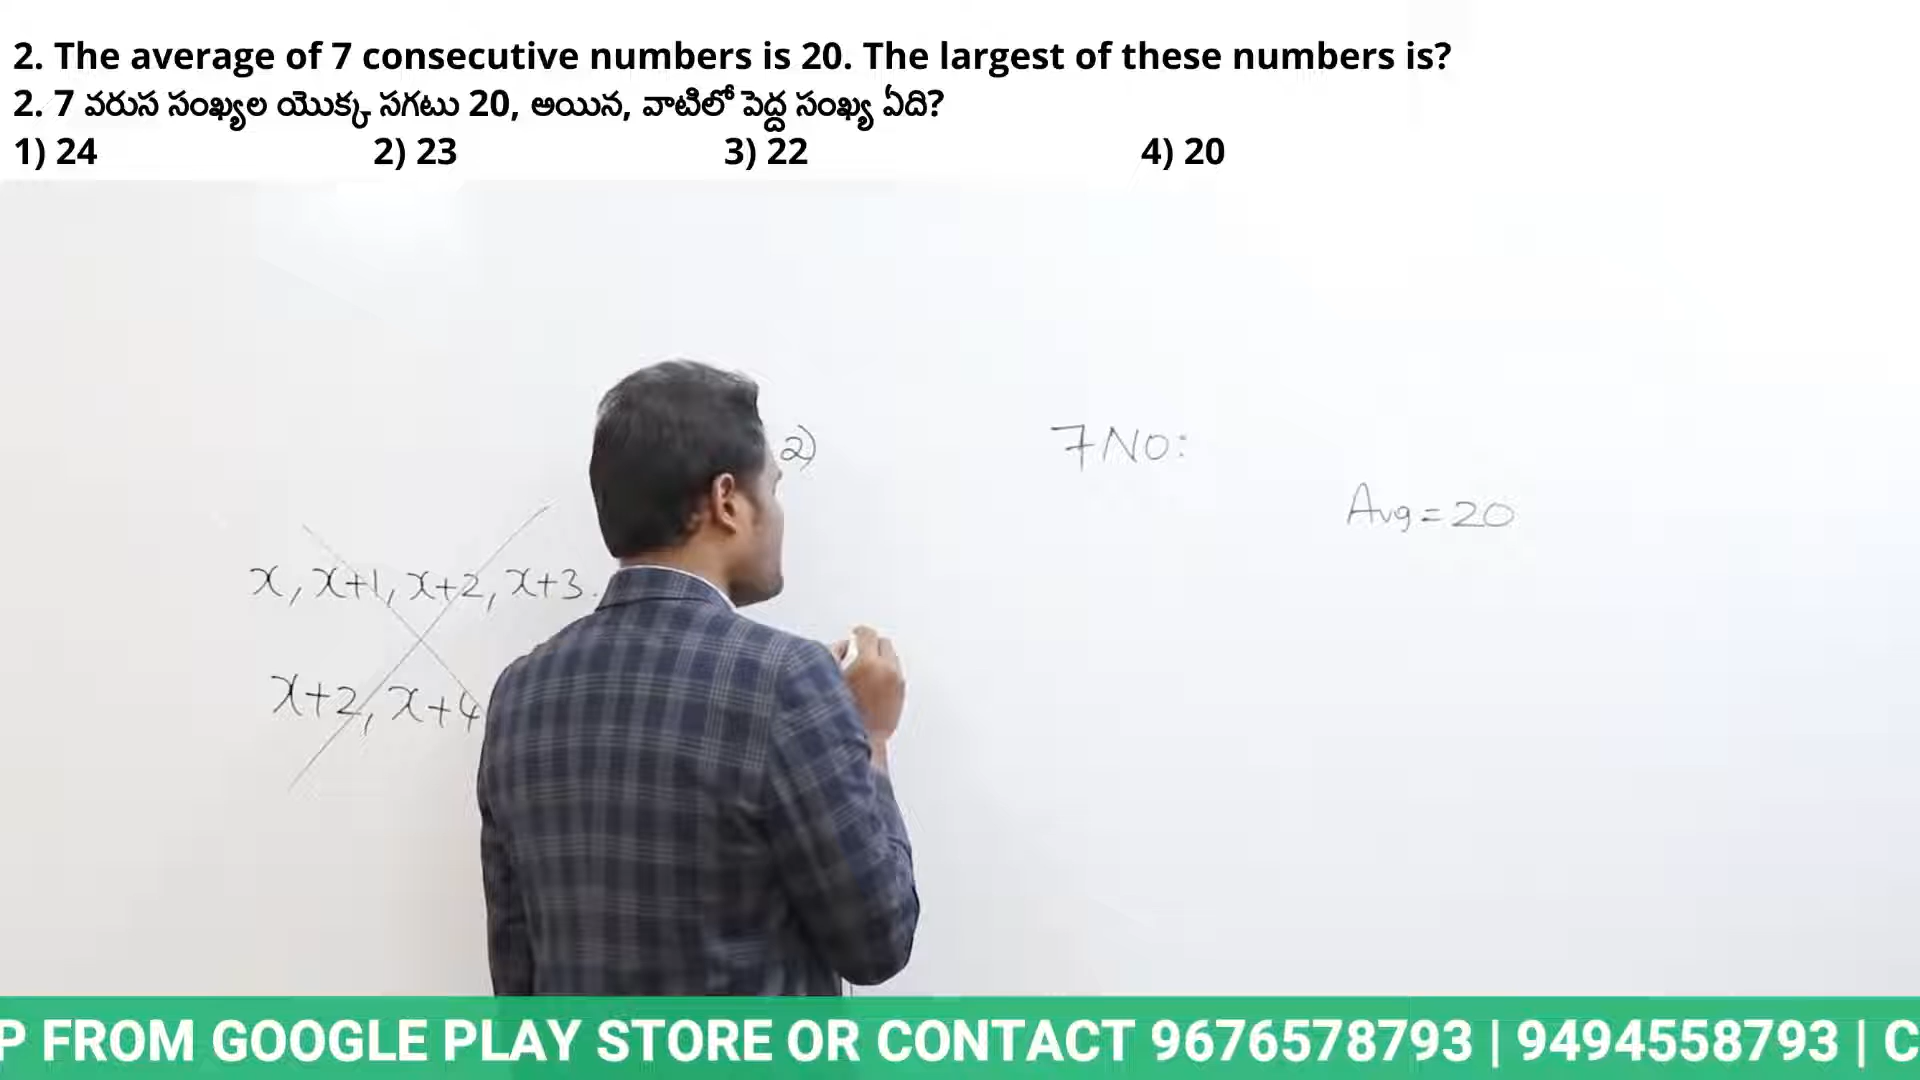 2. The average of 7 consecutive numbers is 20. The largest of these numbers is?
2. 7 వరుస సంఖ్యల యొక్క సగటు 20, అయిన, వాటిలో పెద్ద సంఖ్య ఏది?
1) 24 2) 23 3) 22 4) 20
2) 7 NO:
Avg = 20
x, x+1, x+2, x+3.
x+2, x+4
P FROM GOOGLE PLAY STORE OR CONTACT 9676578793 | 9494558793 | C